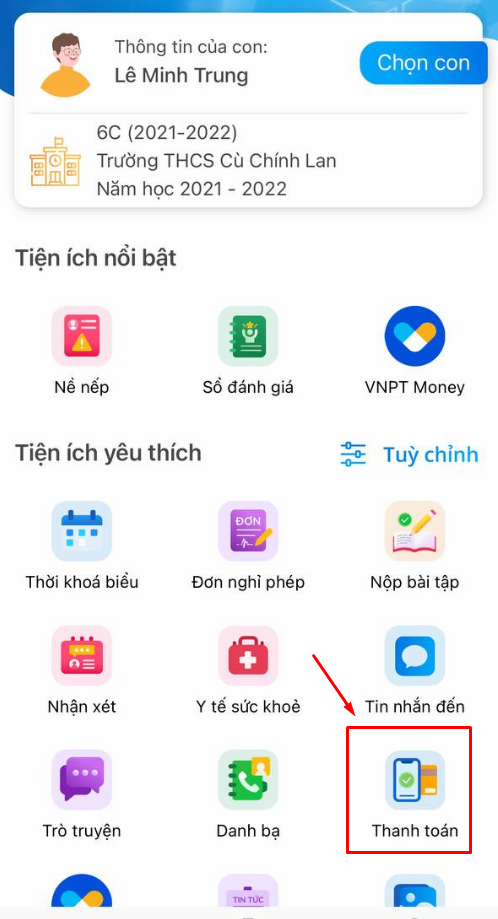 Thông tin của con:
Lê Minh Trung
Chọn con
6C (2021-2022)
Trường THCS Cù Chính Lan
Năm học 2021 - 2022
Tiện ích nổi bật
Nề nếp
Sổ đánh giá
VNPT Money
Tiện ích yêu thích
Tuỳ chỉnh
ĐƠN
Thời khoá biểu
Đơn nghỉ phép
Nộp bài tập
Nhận xét
Y tế sức khoẻ
Tin nhắn đến
Trò truyện
Danh bạ
Thanh toán
TIN TỨC